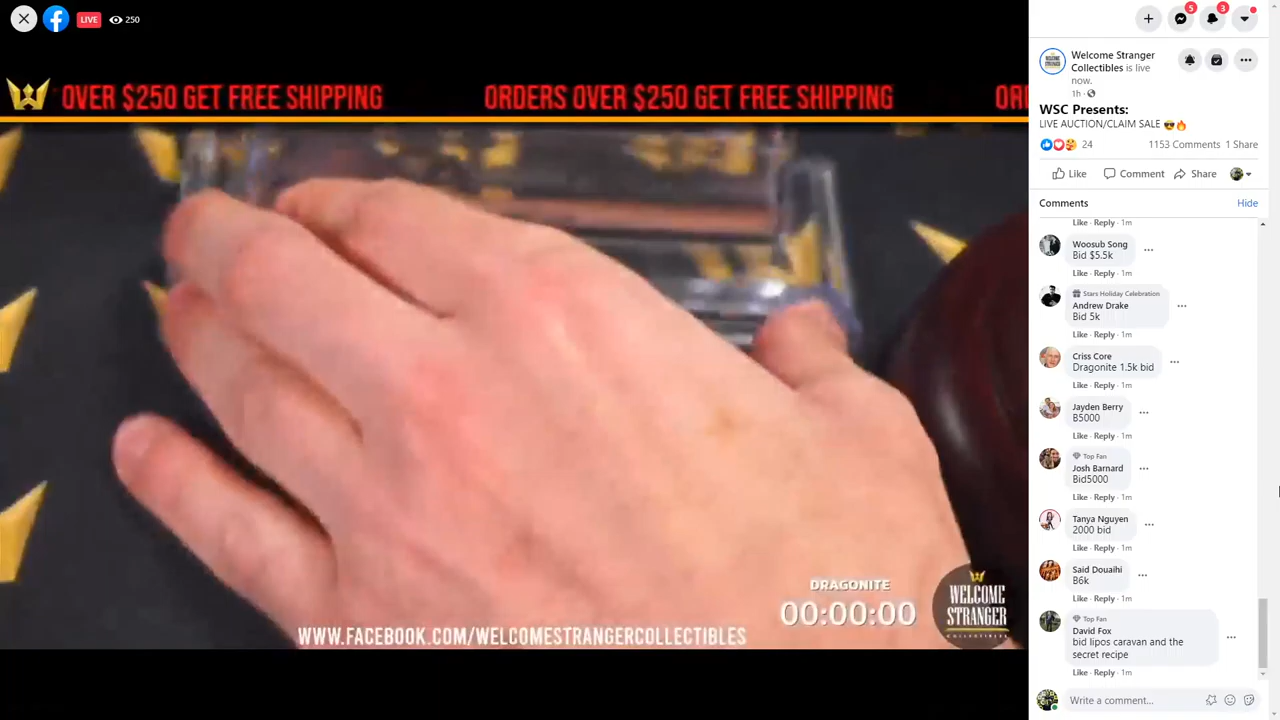 LIVE
250
OVER $250 GET FREE SHIPPING
ORDERS OVER $250 GET FREE SHIPPING
DRAGONITE
00:00:00
WELCOME
STRANGER
COLLECTIBLES
WWW.FACEBOOK.COM/WELCOMESTRANGERCOLLECTIBLES
5
3
Welcome Stranger
Collectibles is live
now.
1h ·
WSC Presents:
LIVE AUCTION/CLAIM SALE 😎🔥
24
1153 Comments 1 Share
Like Comment Share
Comments Hide
Like · Reply · 1m
Woosub Song
Bid $5.5k
Like · Reply · 1m
Stars Holiday Celebration
Andrew Drake
Bid 5k
Like · Reply · 1m
Criss Core
Dragonite 1.5k bid
Like · Reply · 1m
Jayden Berry
B5000
Like · Reply · 1m
Top Fan
Josh Barnard
Bid5000
Like · Reply · 1m
Tanya Nguyen
2000 bid
Like · Reply · 1m
Said Douaihi
B6k
Like · Reply · 1m
Top Fan
David Fox
bid lipos caravan and the
secret recipe
Like · Reply · 1m
Write a comment...